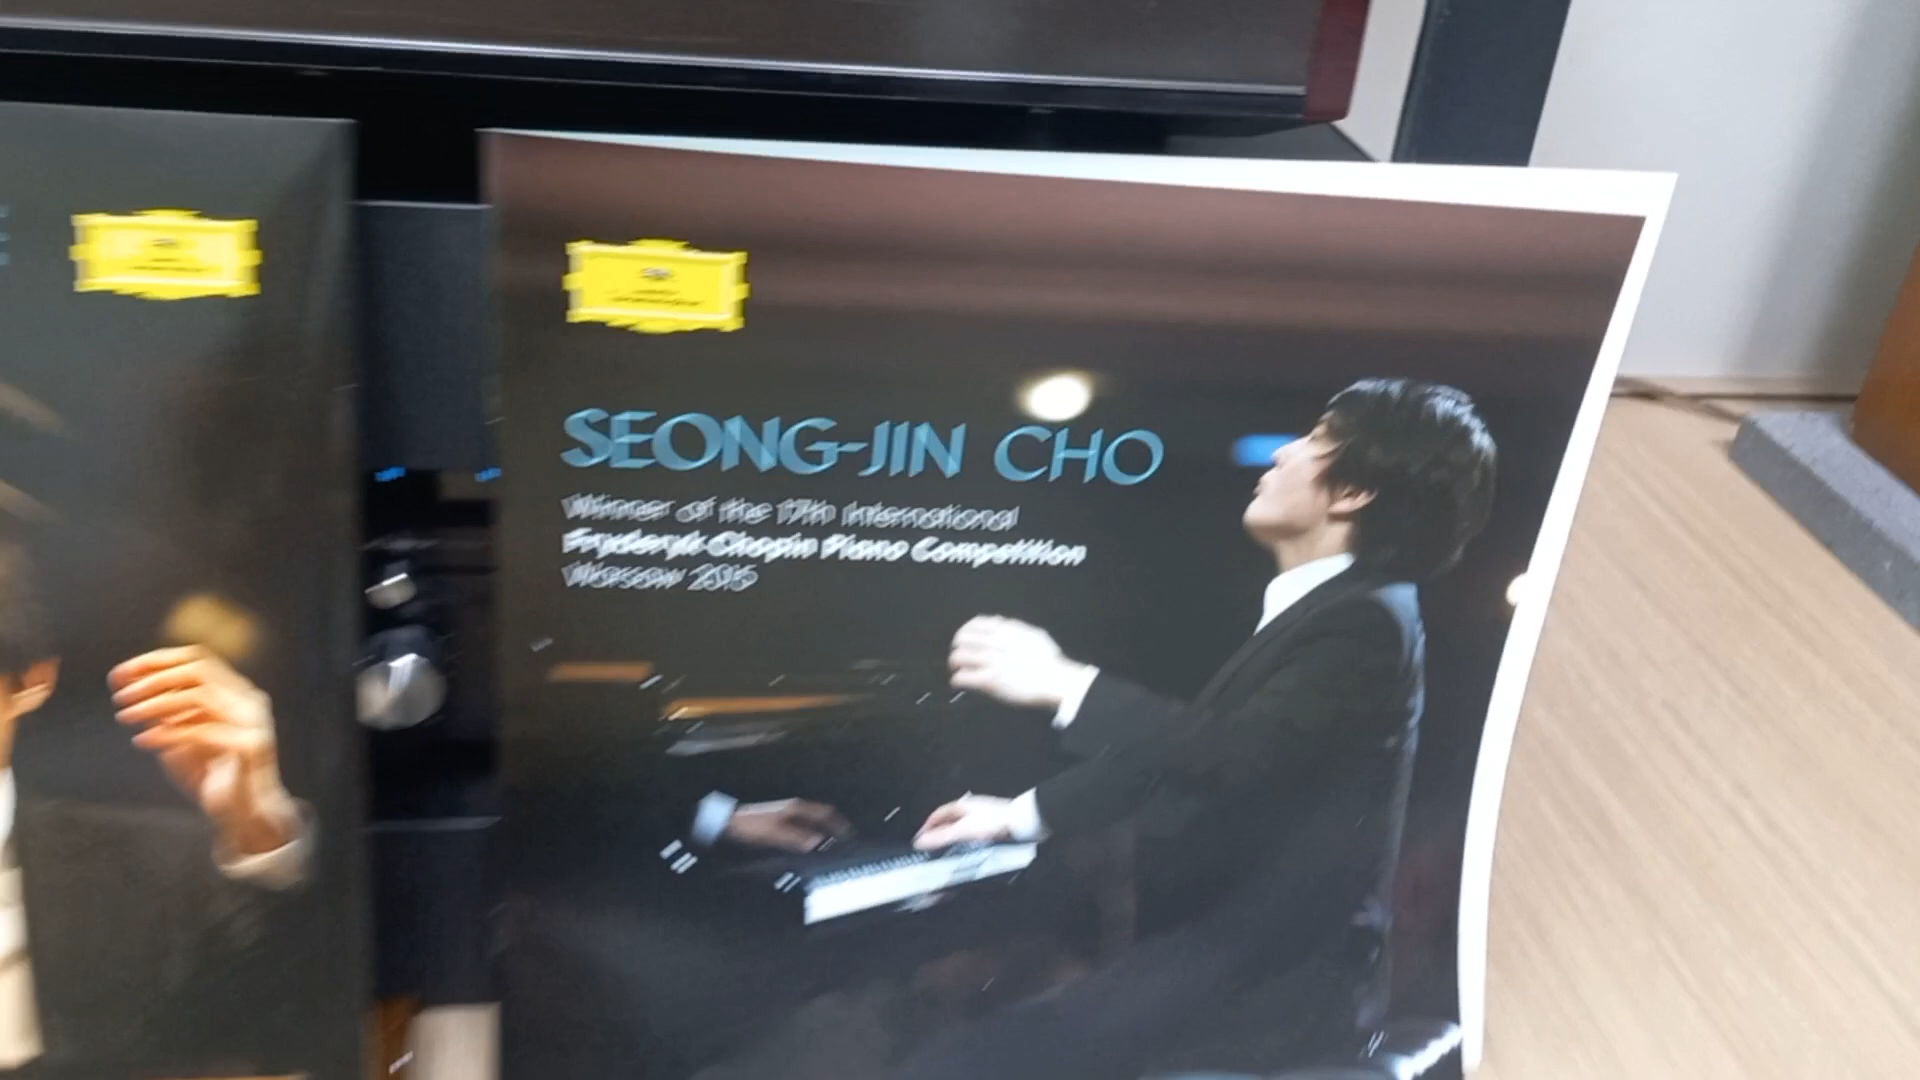 SEONG-JIN CHO
Winner of the 17th International
Fryderyk Chopin Piano Competition
Warsaw 2015